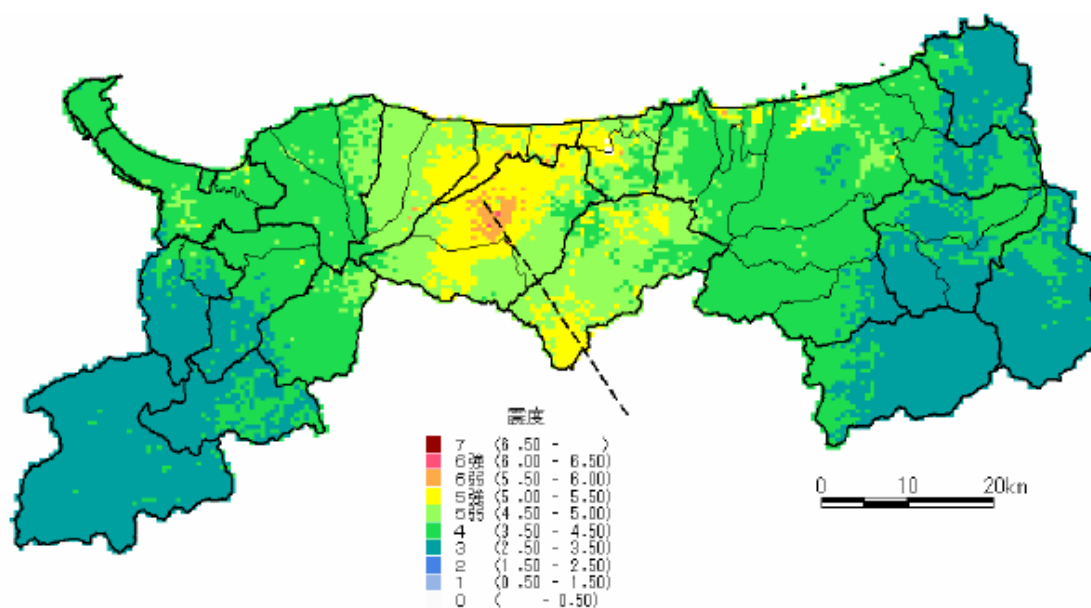 震度
7 (6.50 - )
6強 (6.00 - 6.50)
6弱 (5.50 - 6.00)
5強 (5.00 - 5.50)
5弱 (4.50 - 5.00)
4 (3.50 - 4.50)
3 (2.50 - 3.50)
2 (1.50 - 2.50)
1 (0.50 - 1.50)
0 ( - 0.50)
0 10 20km